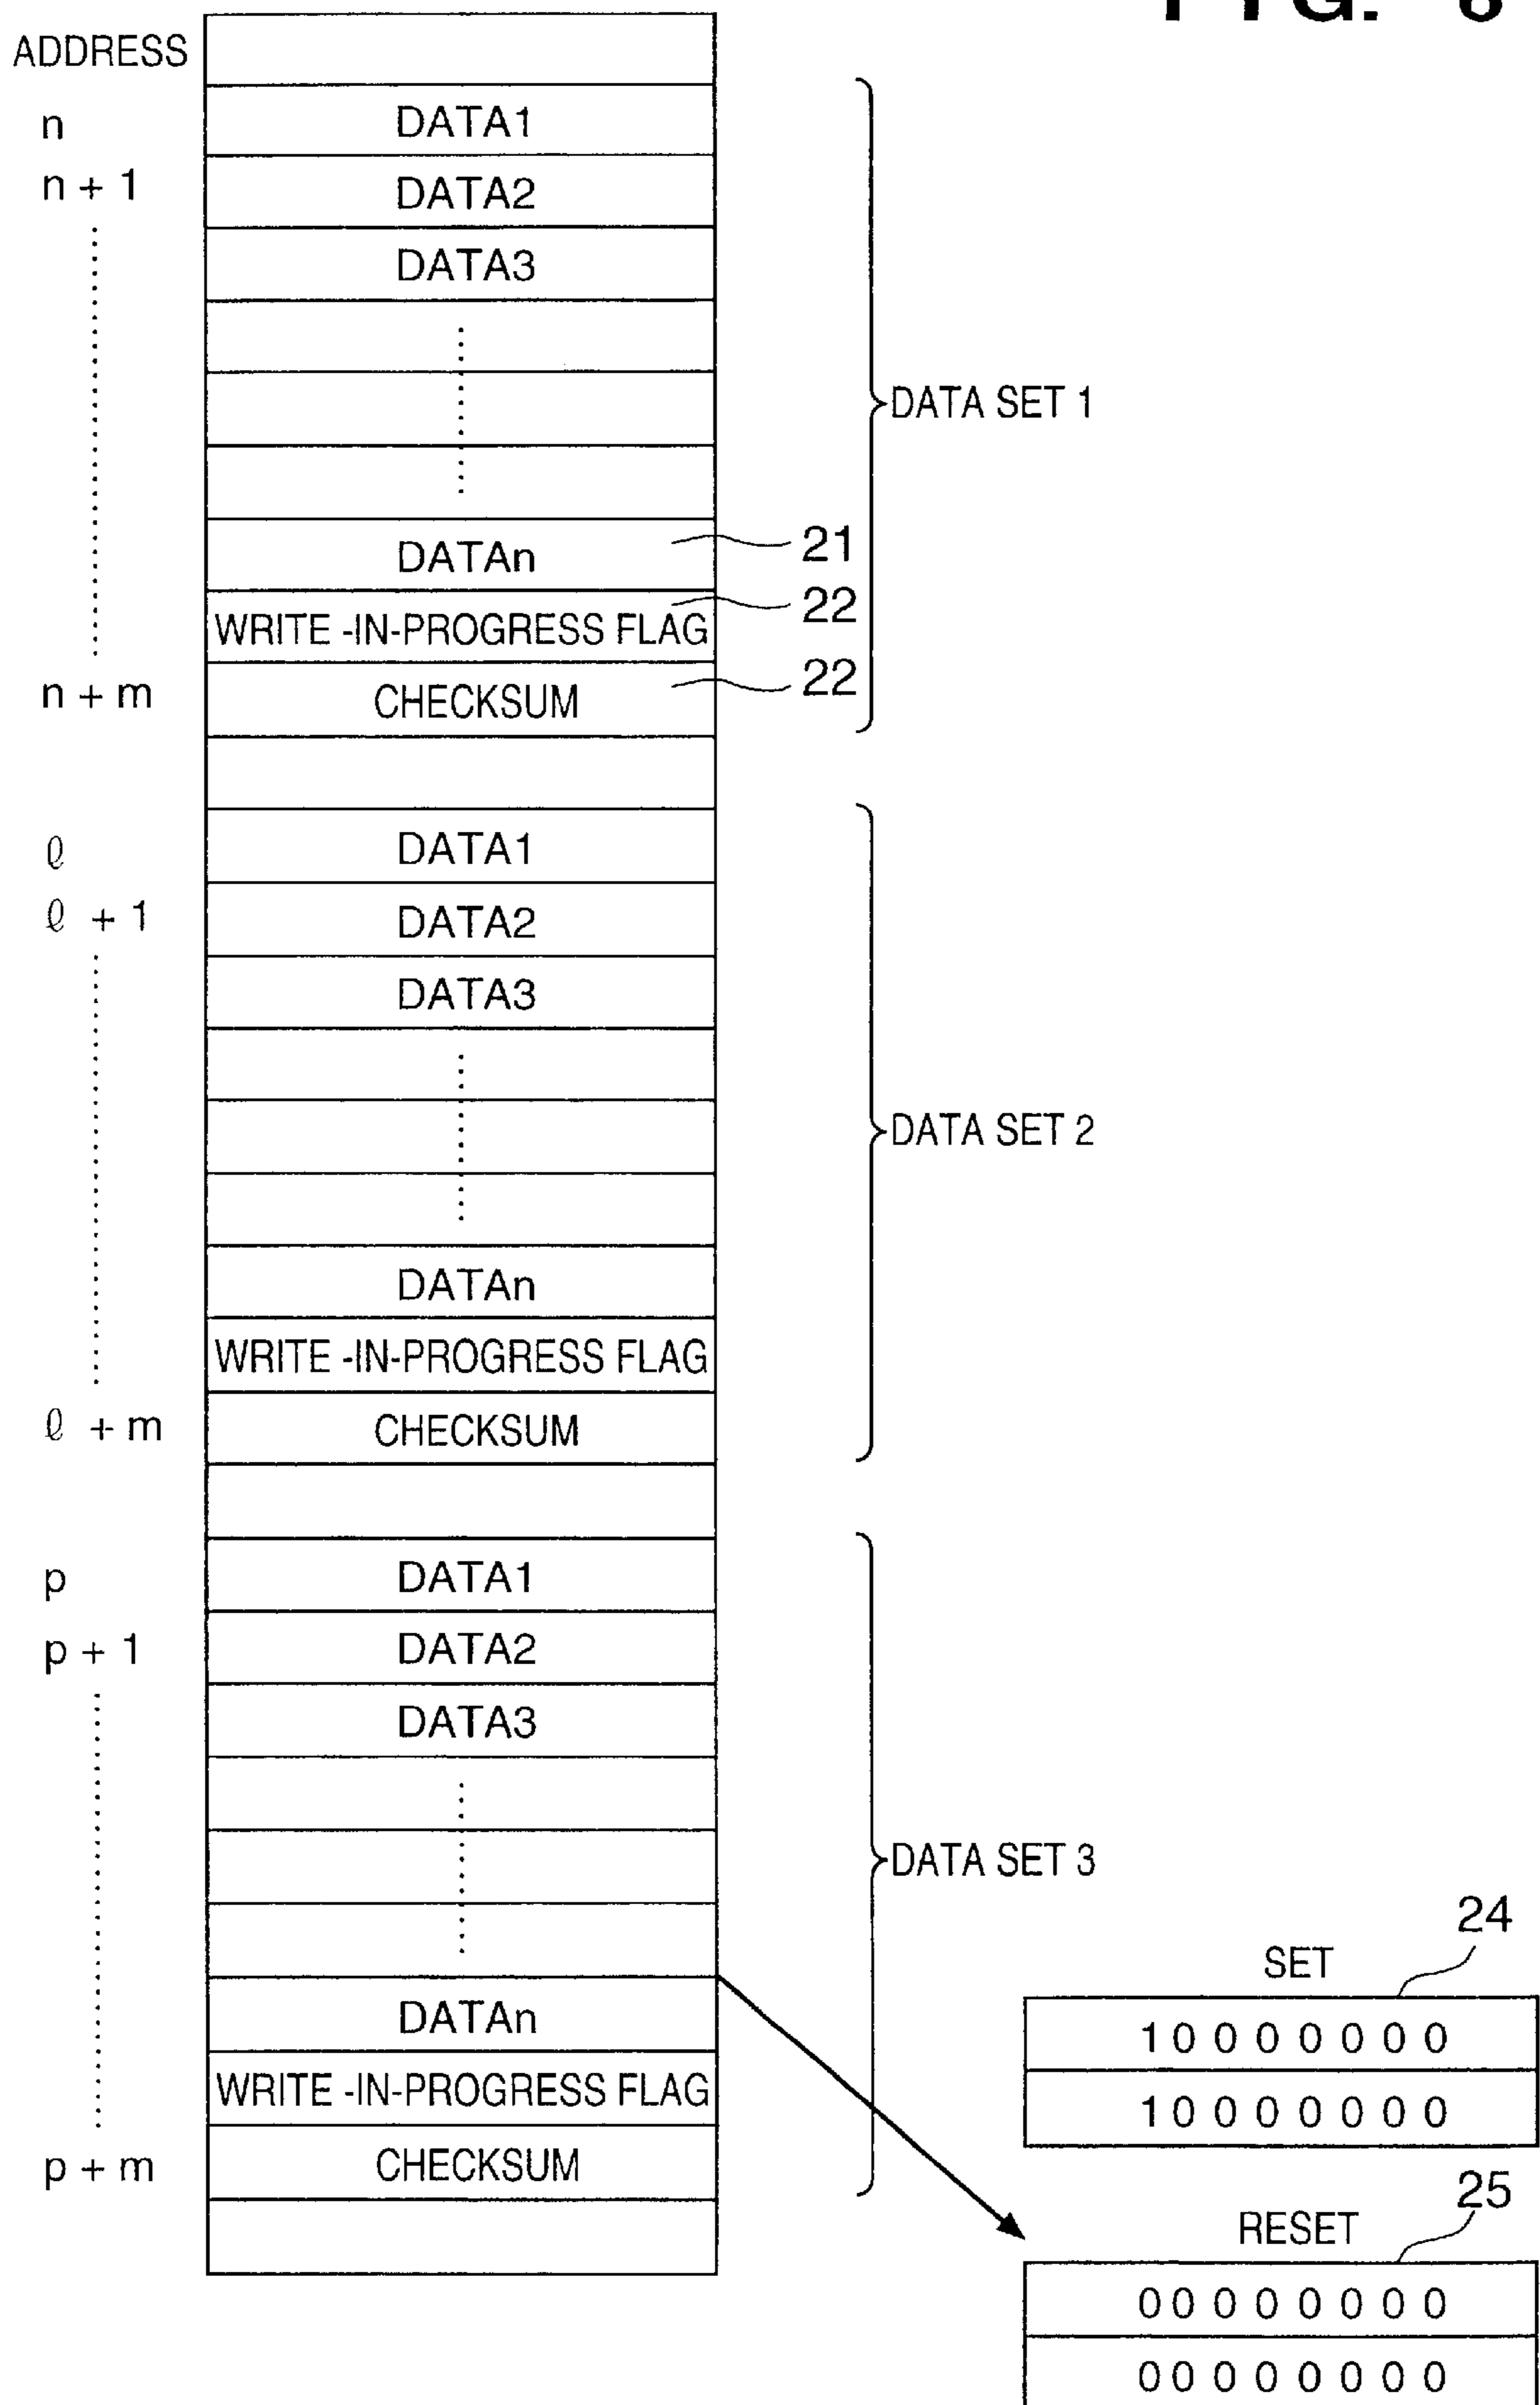 FIG.
ADDRESS
n DATA1
n + 1 DATA2
DATA3
DATA SET 1
DATAn 21
WRITE -IN-PROGRESS FLAG 22
n + m CHECKSUM 22
ℓ DATA1
ℓ + 1 DATA2
DATA3
DATA SET 2
DATAn
WRITE -IN-PROGRESS FLAG
ℓ + m CHECKSUM
p DATA1
p + 1 DATA2
DATA3
DATA SET 3
DATAn
WRITE -IN-PROGRESS FLAG
p + m CHECKSUM
24
SET
1 0 0 0 0 0 0 0
1 0 0 0 0 0 0 0
25
RESET
0 0 0 0 0 0 0 0
0 0 0 0 0 0 0 0